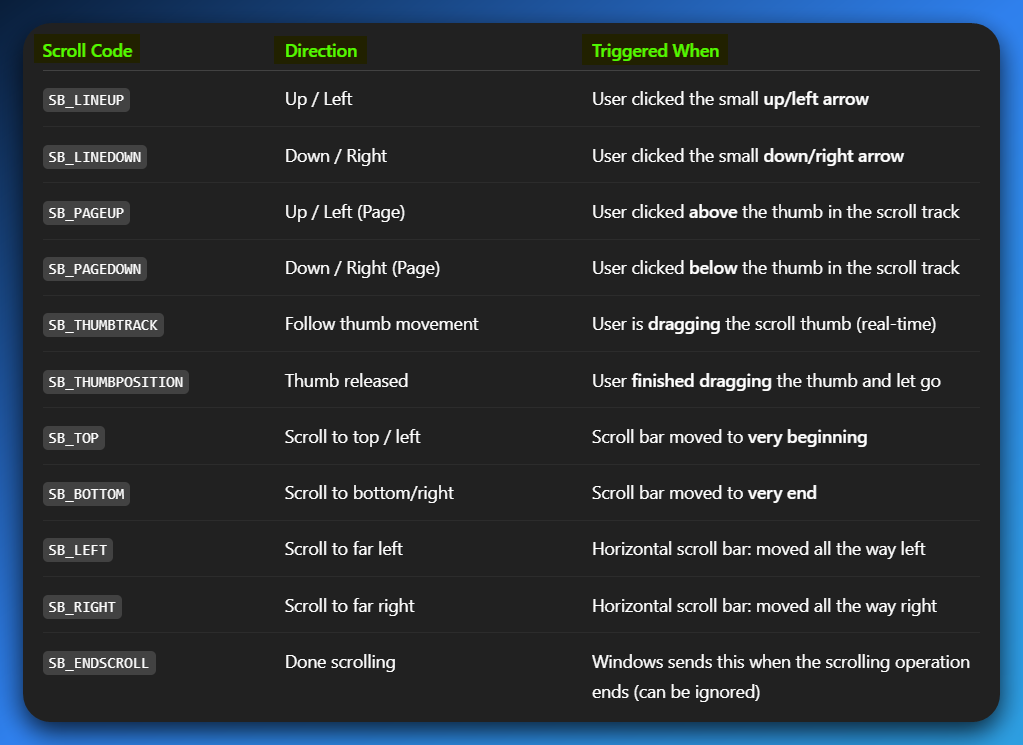 Scroll Code Direction Triggered When
SB_LINEUP Up / Left User clicked the small up/left arrow
SB_LINEDOWN Down / Right User clicked the small down/right arrow
SB_PAGEUP Up / Left (Page) User clicked above the thumb in the scroll track
SB_PAGEDOWN Down / Right (Page) User clicked below the thumb in the scroll track
SB_THUMBTRACK Follow thumb movement User is dragging the scroll thumb (real-time)
SB_THUMBPOSITION Thumb released User finished dragging the thumb and let go
SB_TOP Scroll to top / left Scroll bar moved to very beginning
SB_BOTTOM Scroll to bottom/right Scroll bar moved to very end
SB_LEFT Scroll to far left Horizontal scroll bar: moved all the way left
SB_RIGHT Scroll to far right Horizontal scroll bar: moved all the way right
SB_ENDSCROLL Done scrolling Windows sends this when the scrolling operation
ends (can be ignored)